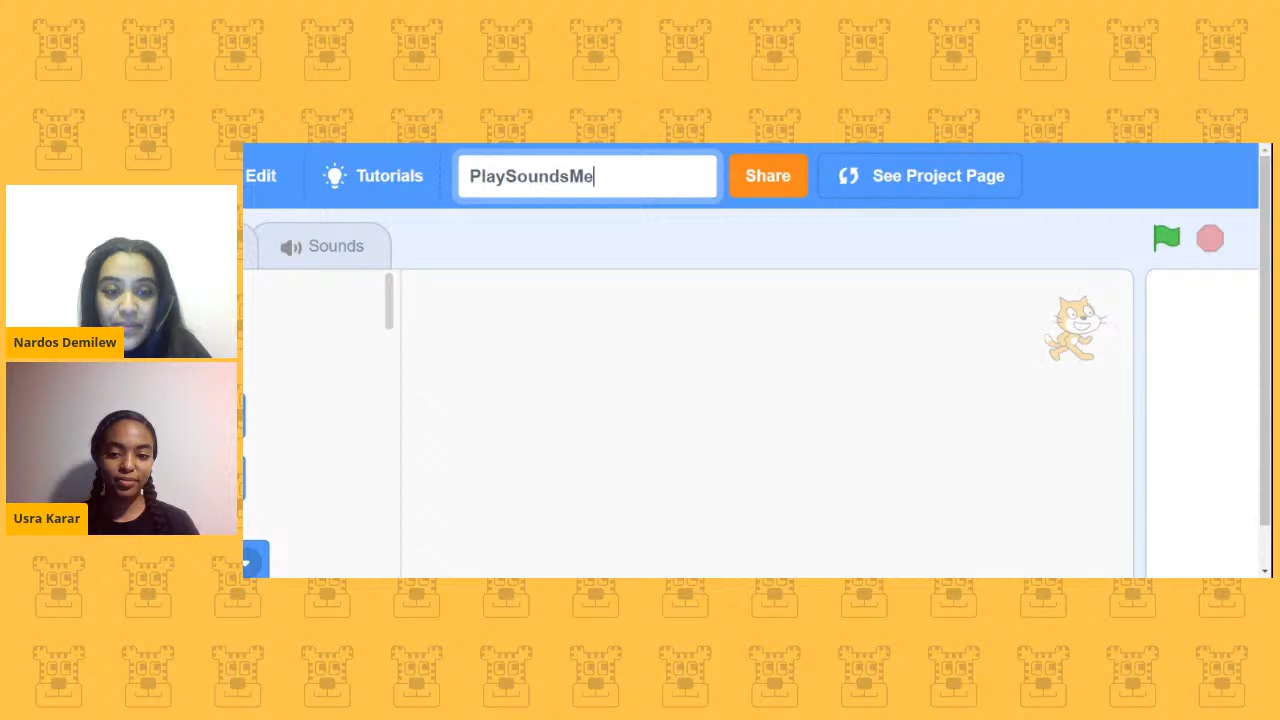 Edit
Tutorials
PlaySoundsMe
Share
See Project Page
Sounds
Nardos Demilew
Usra Karar